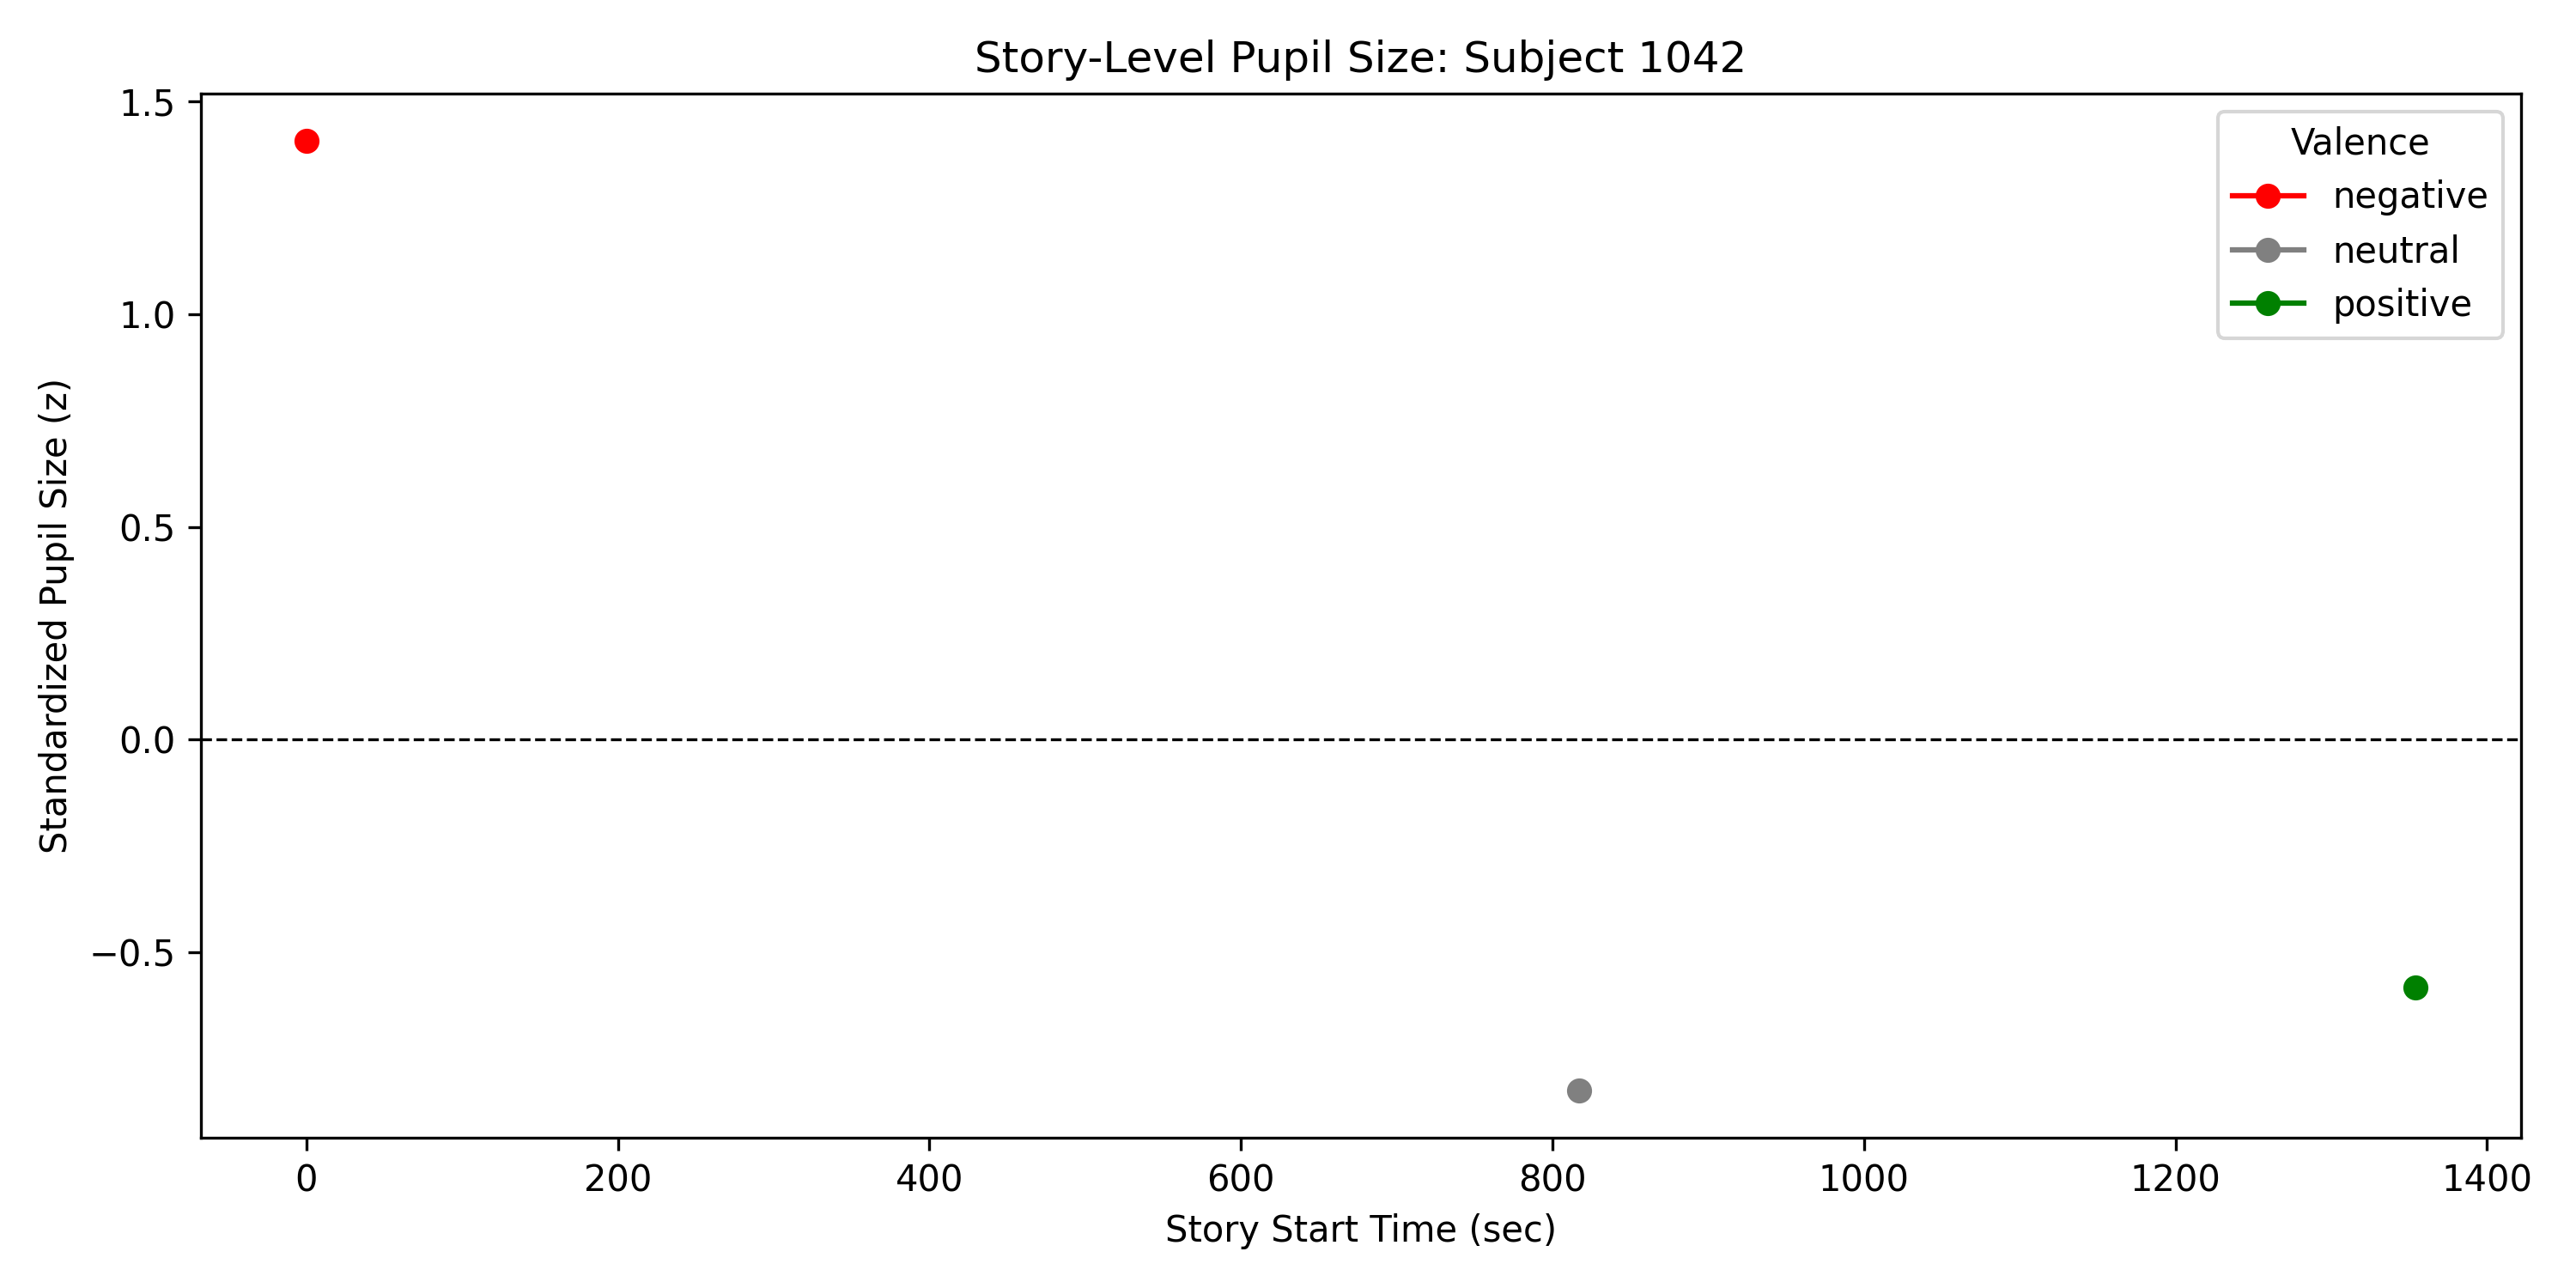 Story-Level Pupil Size: Subject 1042
Standardized Pupil Size (z)
1.5
1.0
0.5
0.0
−0.5
Valence
negative
neutral
positive
0 200 400 600 800 1000 1200 1400
Story Start Time (sec)